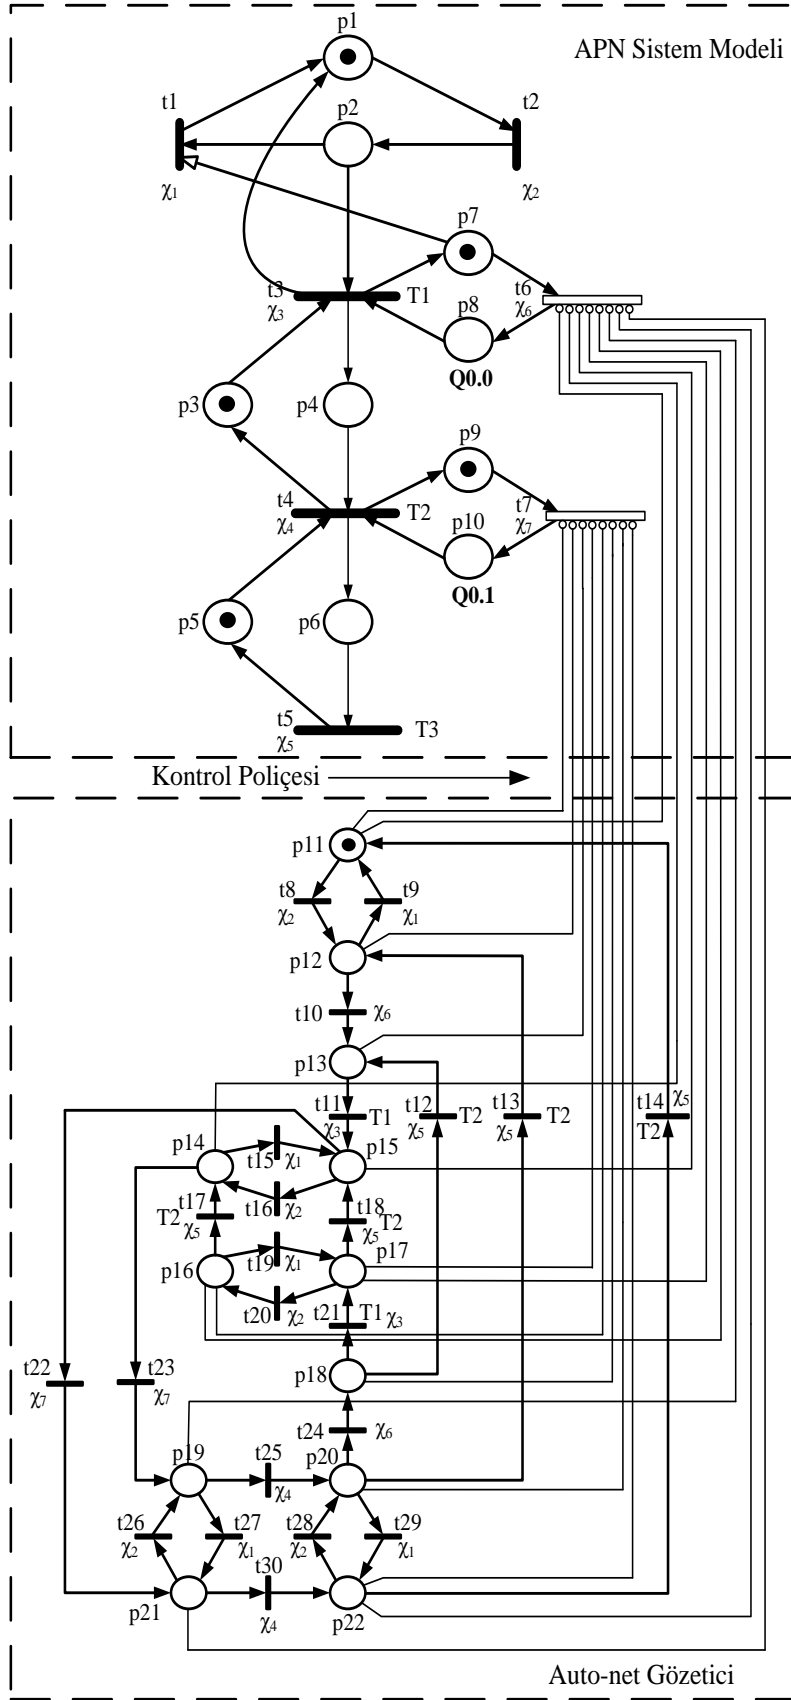 p1
APN Sistem Modeli
t1
p2
t2
χ1
χ2
p7
t3
T1
t6
χ3
p8
χ6
Q0.0
p3
p4
p9
t4
T2
t7
χ4
p10
χ7
Q0.1
p5
p6
t5
T3
χ5
Kontrol Poliçesi
p11
t8
t9
χ2
χ1
p12
t10
χ6
p13
t11
T1
t12
T2
t13
T2
t14
χ5
χ3
χ5
χ5
T2
p14
p15
t15
χ1
t17
t16
χ2
t18
T2
χ5
χ5
T2
p16
t19
χ1
p17
t20
χ2
t21
T1
χ3
t22
t23
p18
χ7
χ7
t24
χ6
p19
t25
p20
χ4
t26
t27
t28
t29
χ2
χ1
χ2
χ1
t30
p21
χ4
p22
Auto-net Gözetici